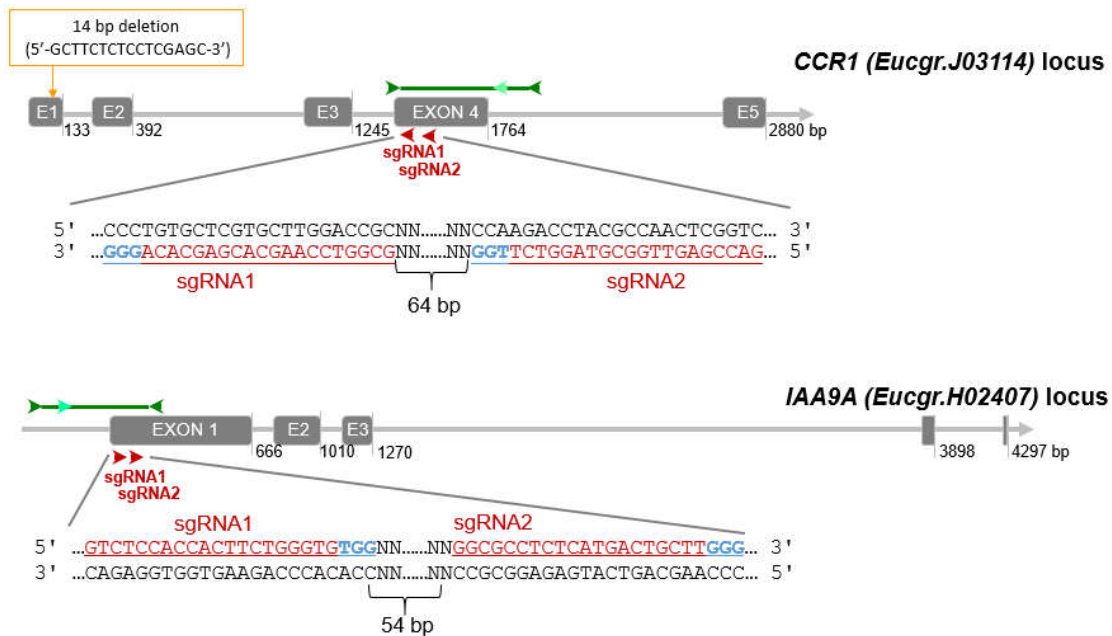 14 bp deletion
(5′-GCTTCTCTCCTCGAGC-3′)
CCR1 (Eucgr.J03114) locus
E1 E2 E3 EXON 4 E5
133 392 1245 1764 2880 bp
sgRNA1
sgRNA2
5' ...CCCTGTGCTCGTGCTTGGACCGCNN......NNCCAAGACCTACGCCAACTCGGTC... 3'
3' ...GGGACACGAGCACGAACCTGGCGNN......NNGGTTCTGGATGCGGTTGAGCCAG... 5'
sgRNA1 sgRNA2
64 bp
IAA9A (Eucgr.H02407) locus
EXON 1 E2 E3
666 1010 1270 3898 4297 bp
sgRNA1
sgRNA2
sgRNA1 sgRNA2
5' ...GTCTCCACCACTTCTGGGTGTGGNN......NNGGCGCCTCTCATGACTGCTTGGG... 3'
3' ...CAGAGGTGGTGAAGACCCACACCNN......NNCCGCGGAGAGTACTGACGAACCC... 5'
54 bp